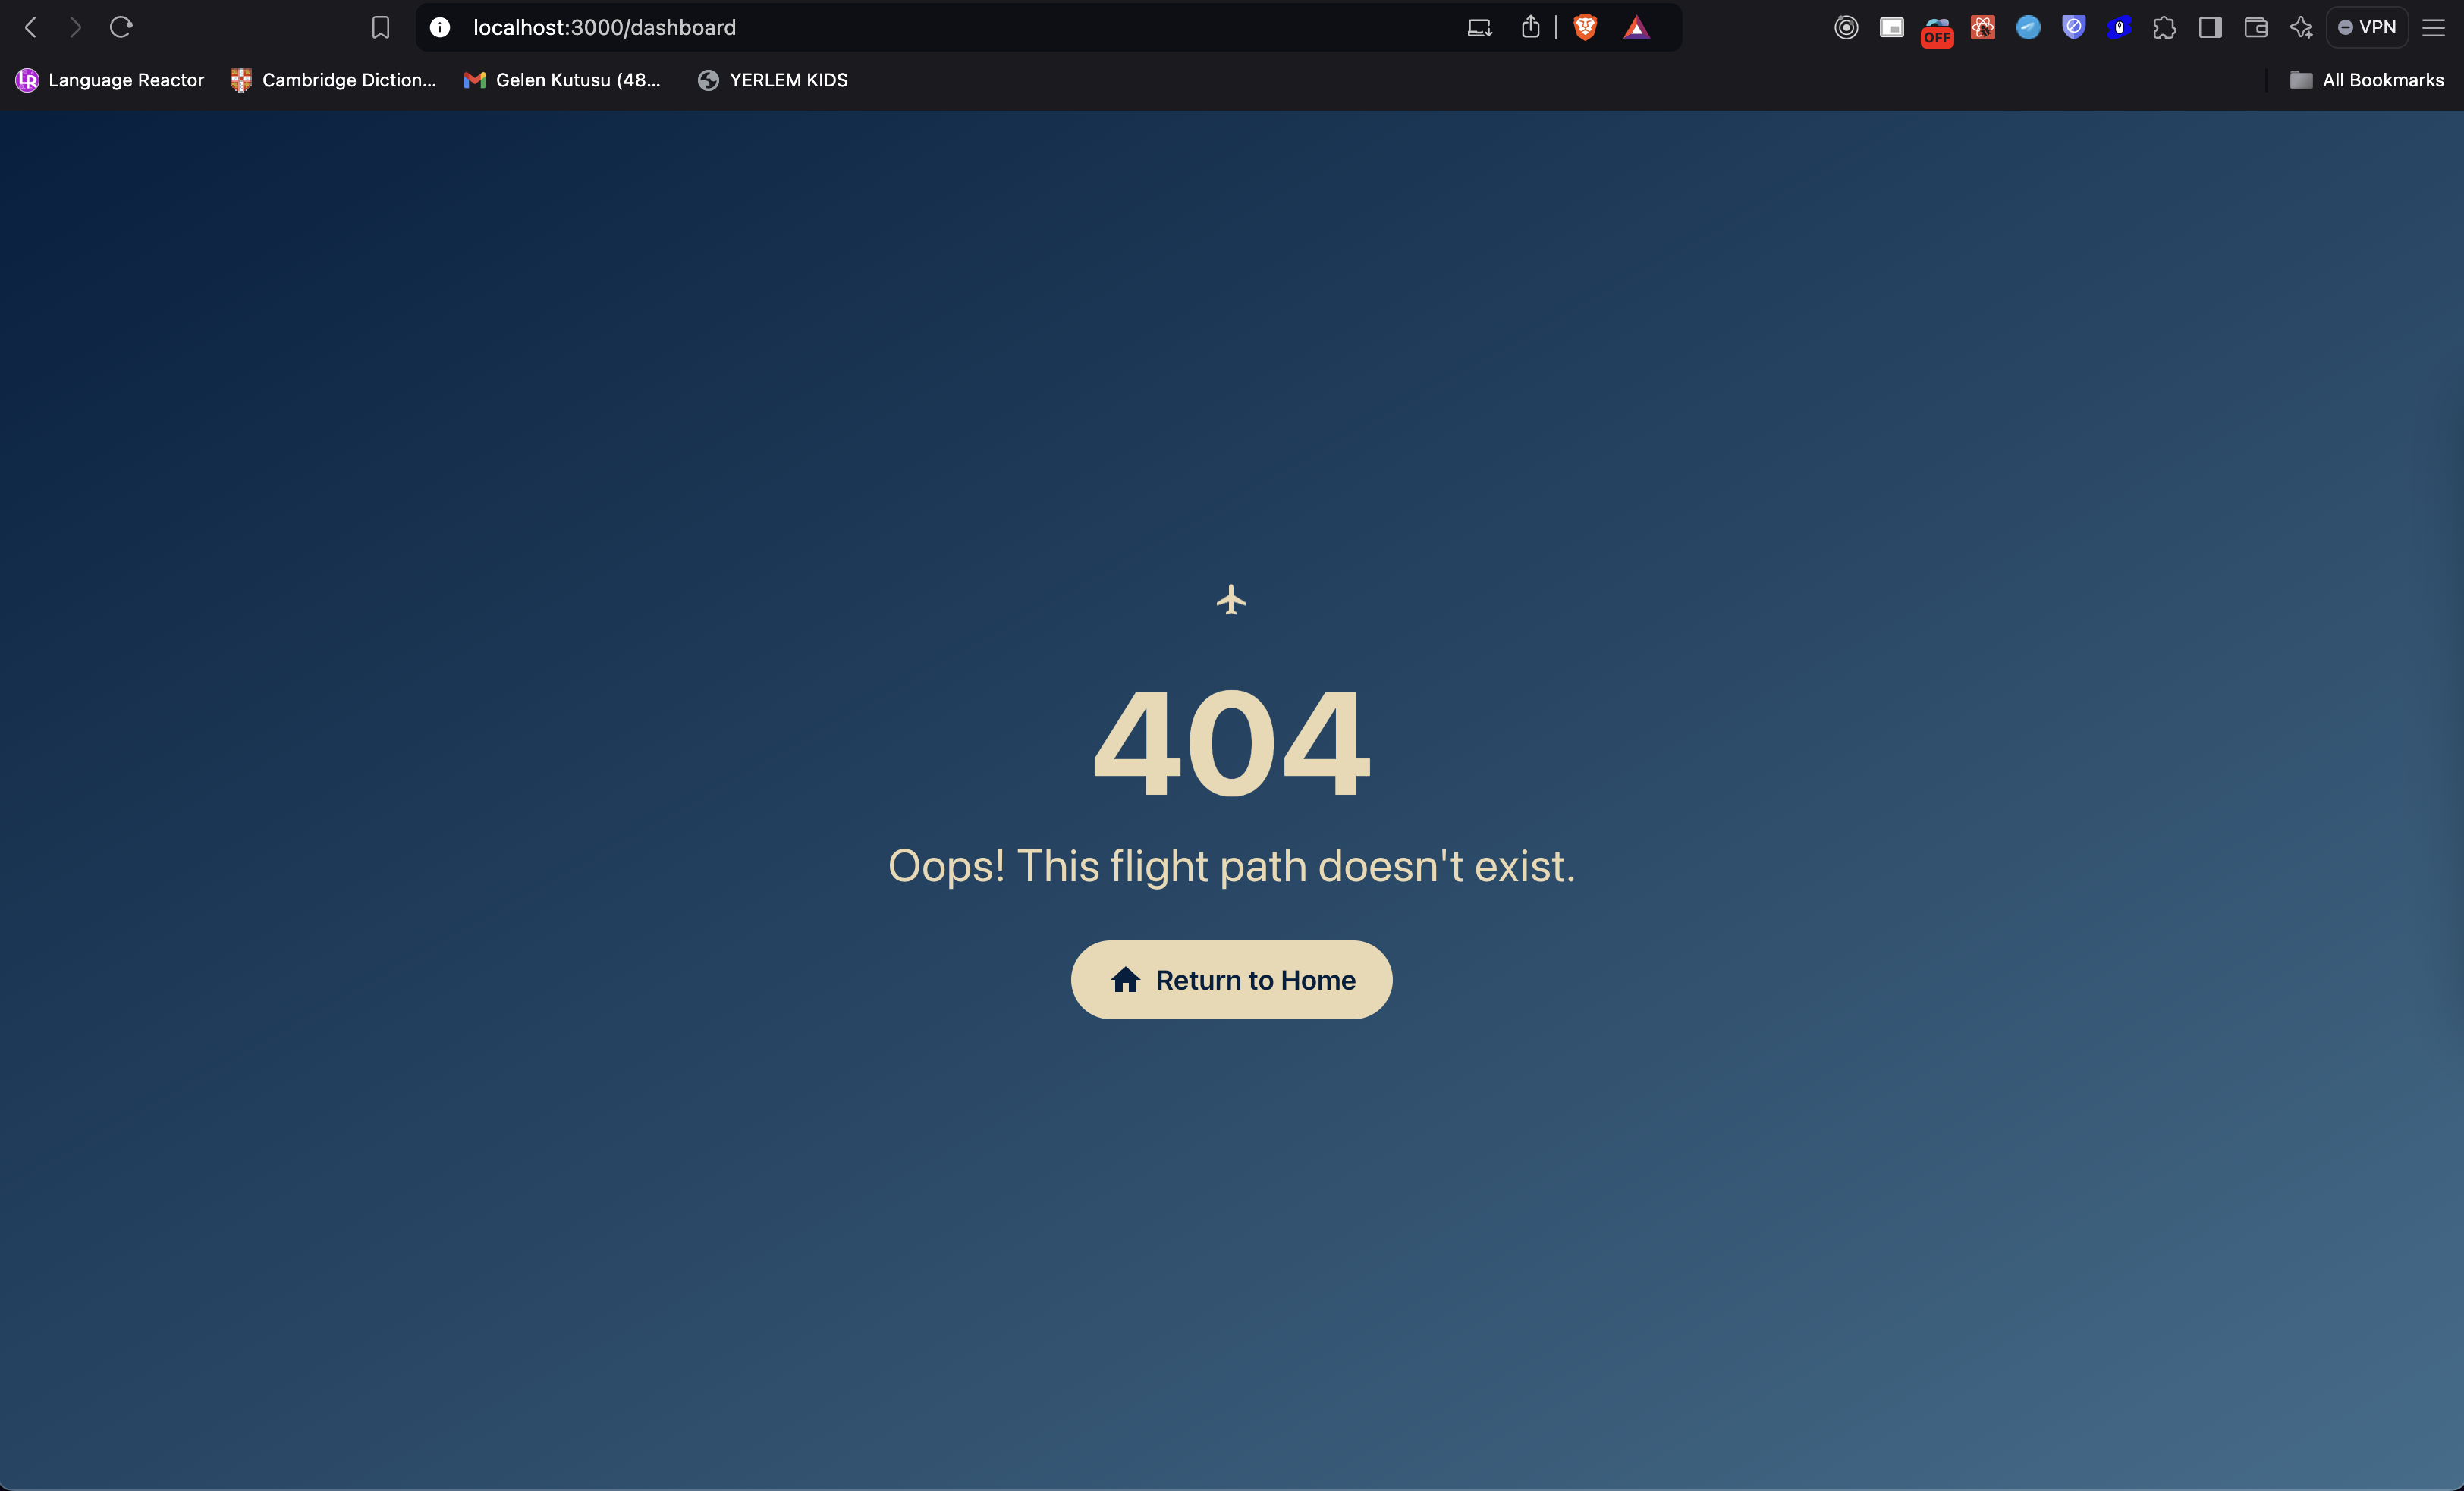 localhost:3000/dashboard
OFF
VPN
Language Reactor
Cambridge Diction...
Gelen Kutusu (48...
YERLEM KIDS
All Bookmarks
404
Oops! This flight path doesn't exist.
Return to Home